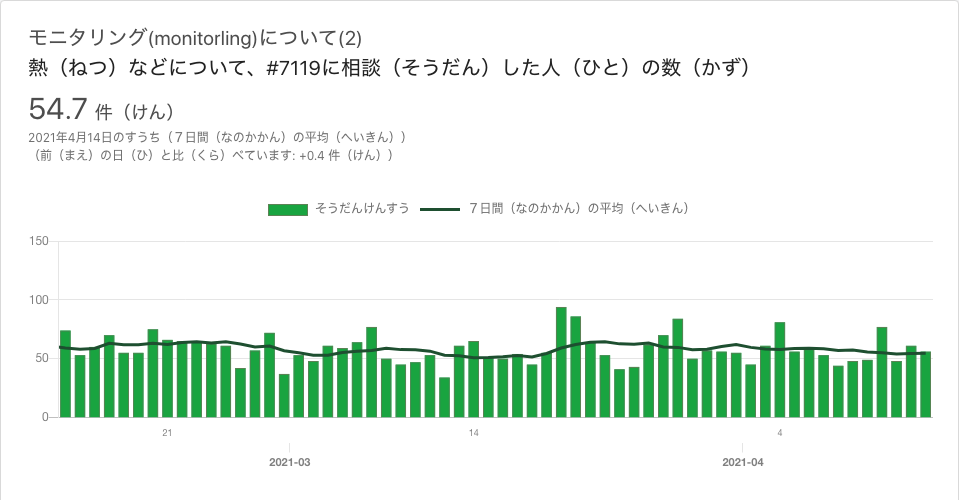 モニタリング(monitorling)について(2)
熱（ねつ）などについて、#7119に相談（そうだん）した人（ひと）の数（かず）
54.7 件（けん）
2021年4月14日のすうち（７日間（なのかかん）の平均（へいきん））
（前（まえ）の日（ひ）と比（くら）べています: +0.4 件（けん））
そうだんけんすう ７日間（なのかかん）の平均（へいきん）
150
100
50
0
21 14 4
2021-03 2021-04